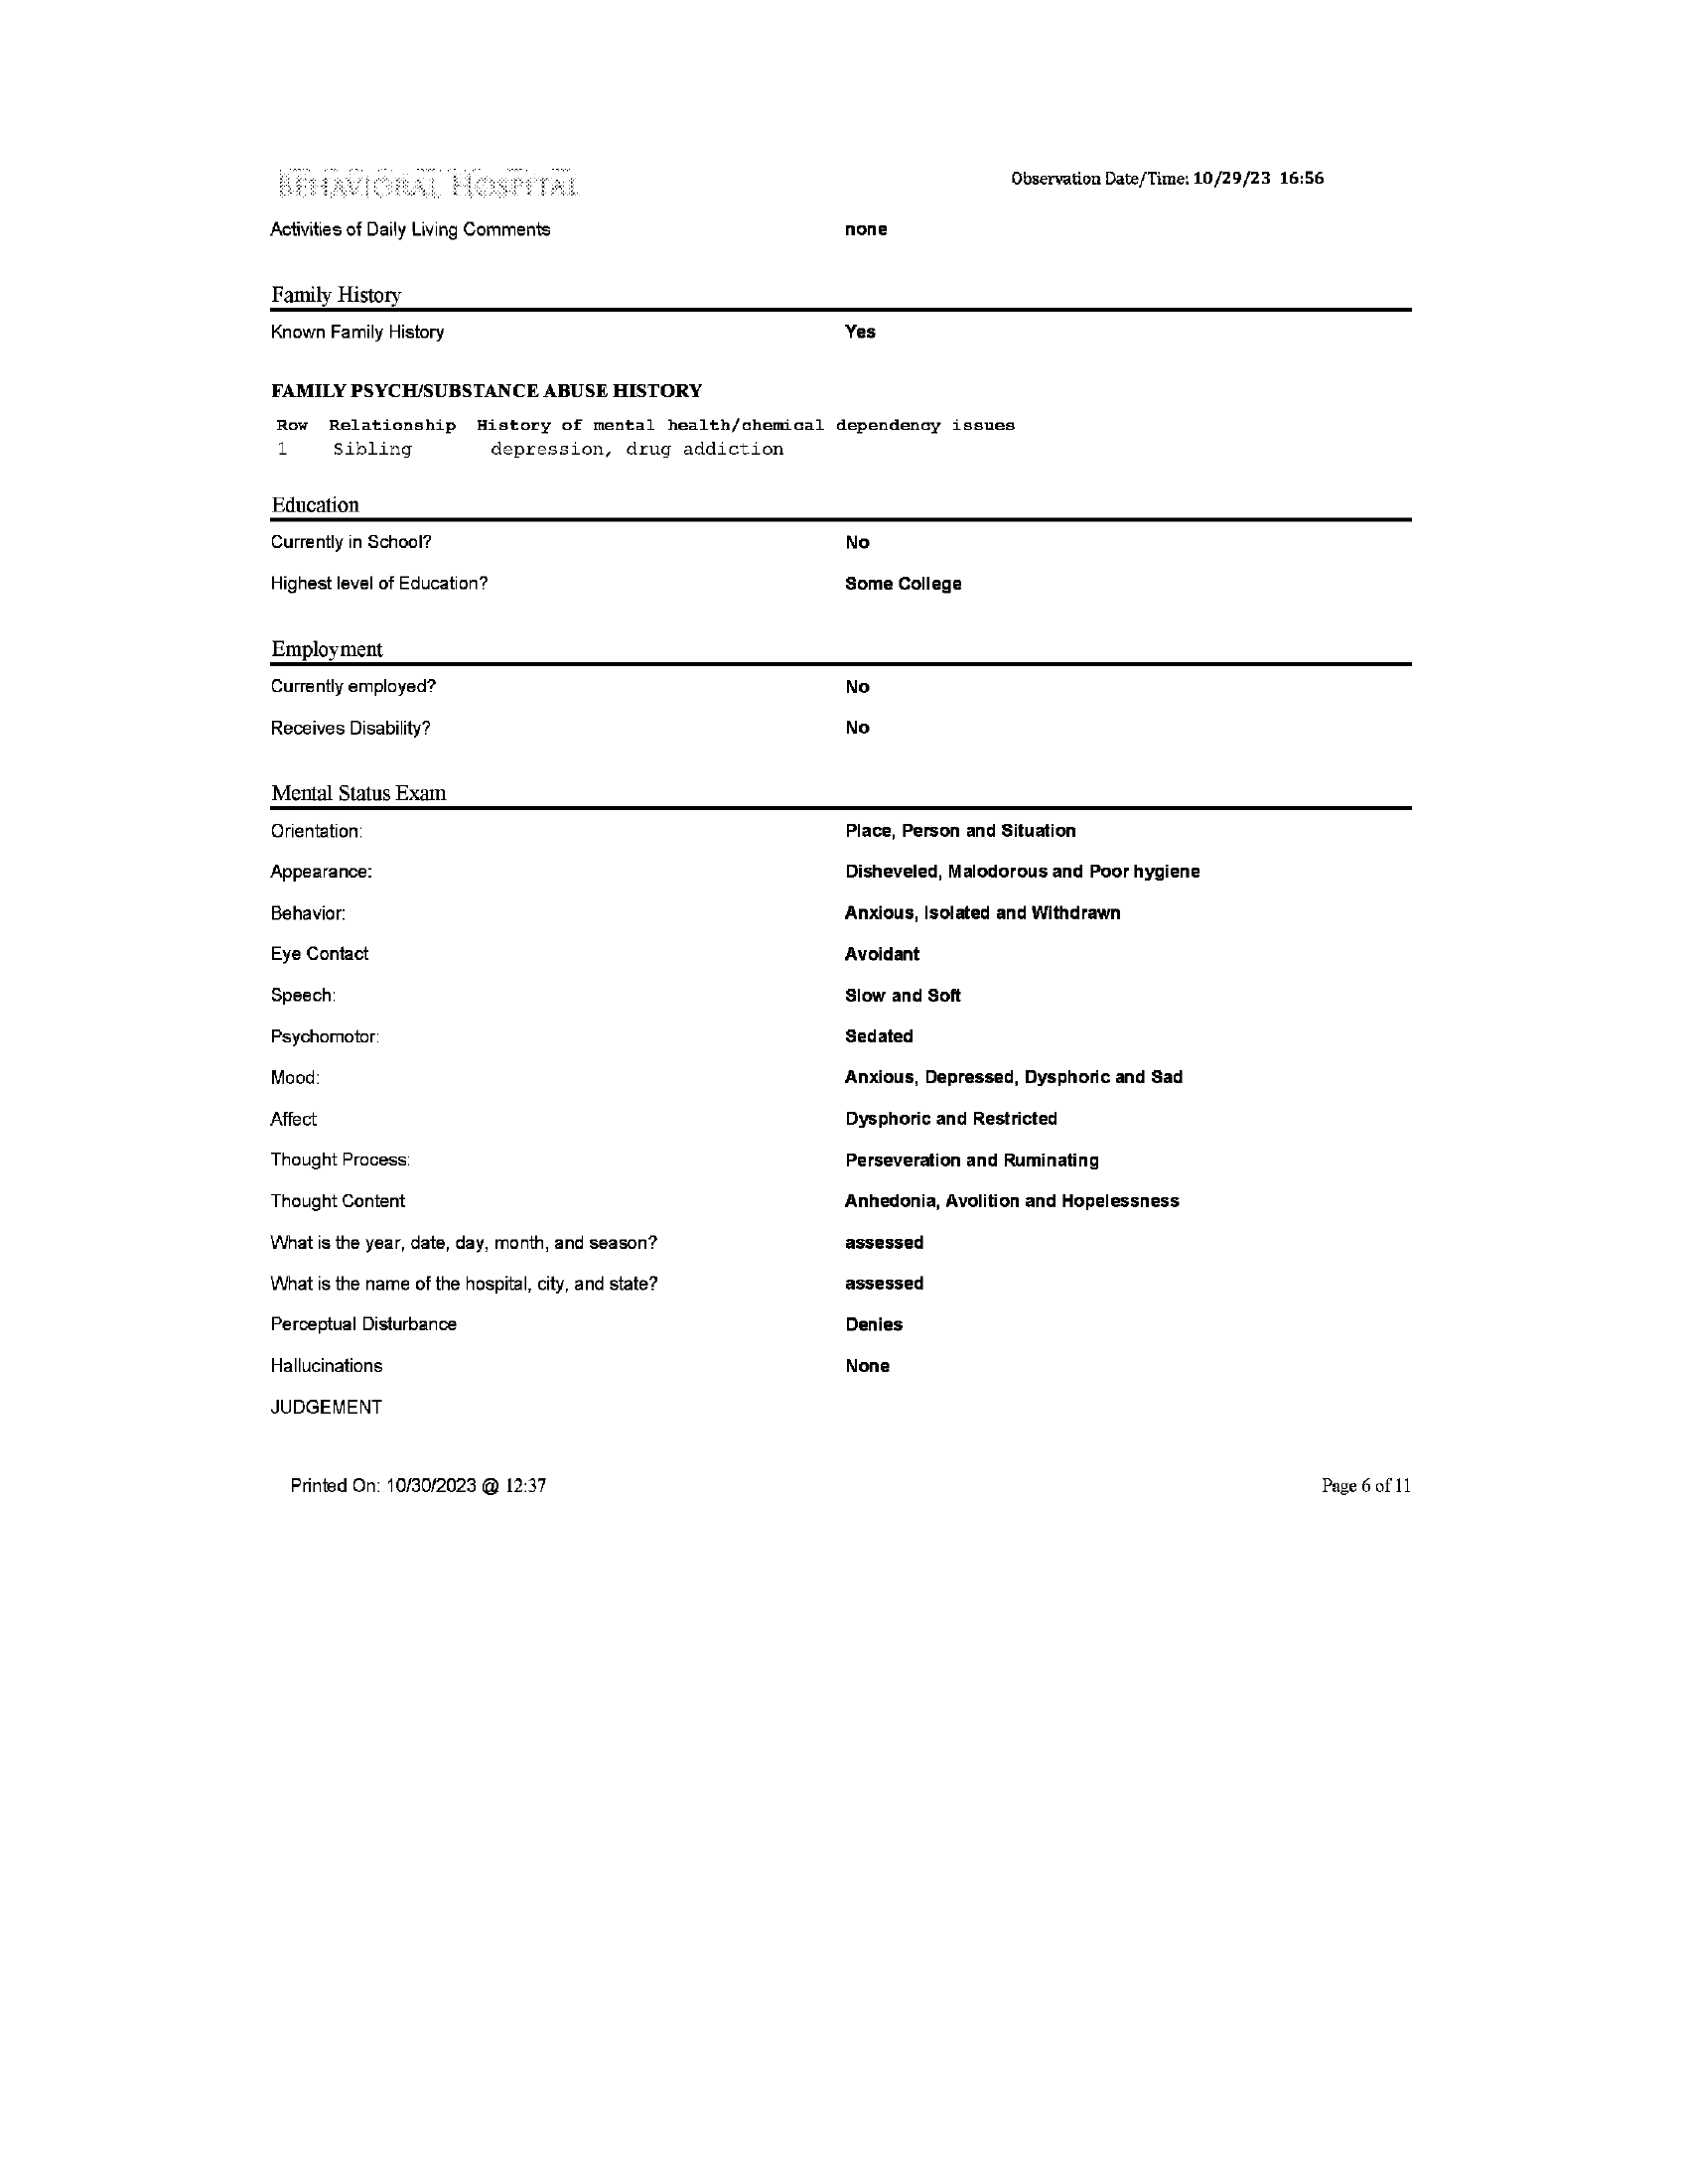 BEHAVIORAL HOSPITAL
Observation Date/Time: 10/29/23 16:56
Activities of Daily Living Comments none
Family History
Known Family History Yes
FAMILY PSYCH/SUBSTANCE ABUSE HISTORY
Row Relationship History of mental health/chemical dependency issues
1 Sibling depression, drug addiction
Education
Currently in School? No
Highest level of Education? Some College
Employment
Currently employed? No
Receives Disability? No
Mental Status Exam
Orientation: Place, Person and Situation
Appearance: Disheveled, Malodorous and Poor hygiene
Behavior: Anxious, Isolated and Withdrawn
Eye Contact Avoidant
Speech: Slow and Soft
Psychomotor: Sedated
Mood: Anxious, Depressed, Dysphoric and Sad
Affect Dysphoric and Restricted
Thought Process: Perseveration and Ruminating
Thought Content Anhedonia, Avolition and Hopelessness
What is the year, date, day, month, and season? assessed
What is the name of the hospital, city, and state? assessed
Perceptual Disturbance Denies
Hallucinations None
JUDGEMENT
Printed On: 10/30/2023 @ 12:37 Page 6 of 11